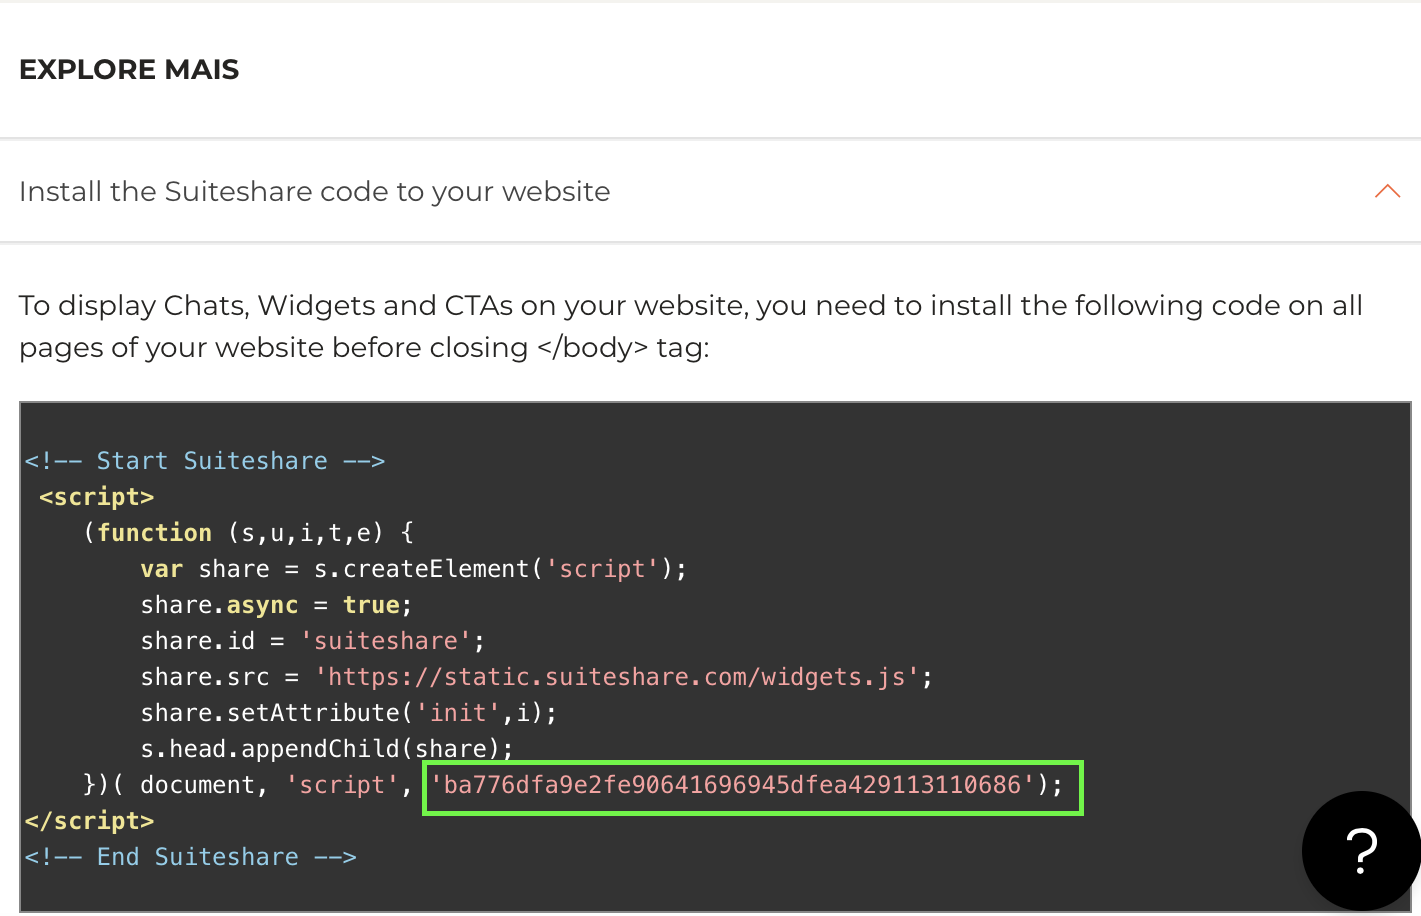 EXPLORE MAIS
Install the Suiteshare code to your website
To display Chats, Widgets and CTAs on your website, you need to install the following code on all
pages of your website before closing </body> tag:
<!-- Start Suiteshare -->
<script>
(function (s,u,i,t,e) {
var share = s.createElement('script');
share.async = true;
share.id = 'suiteshare';
share.src = 'https://static.suiteshare.com/widgets.js';
share.setAttribute('init',i);
s.head.appendChild(share);
})( document, 'script', 'ba776dfa9e2fe90641696945dfea429113110686');
</script>
<!-- End Suiteshare -->
?